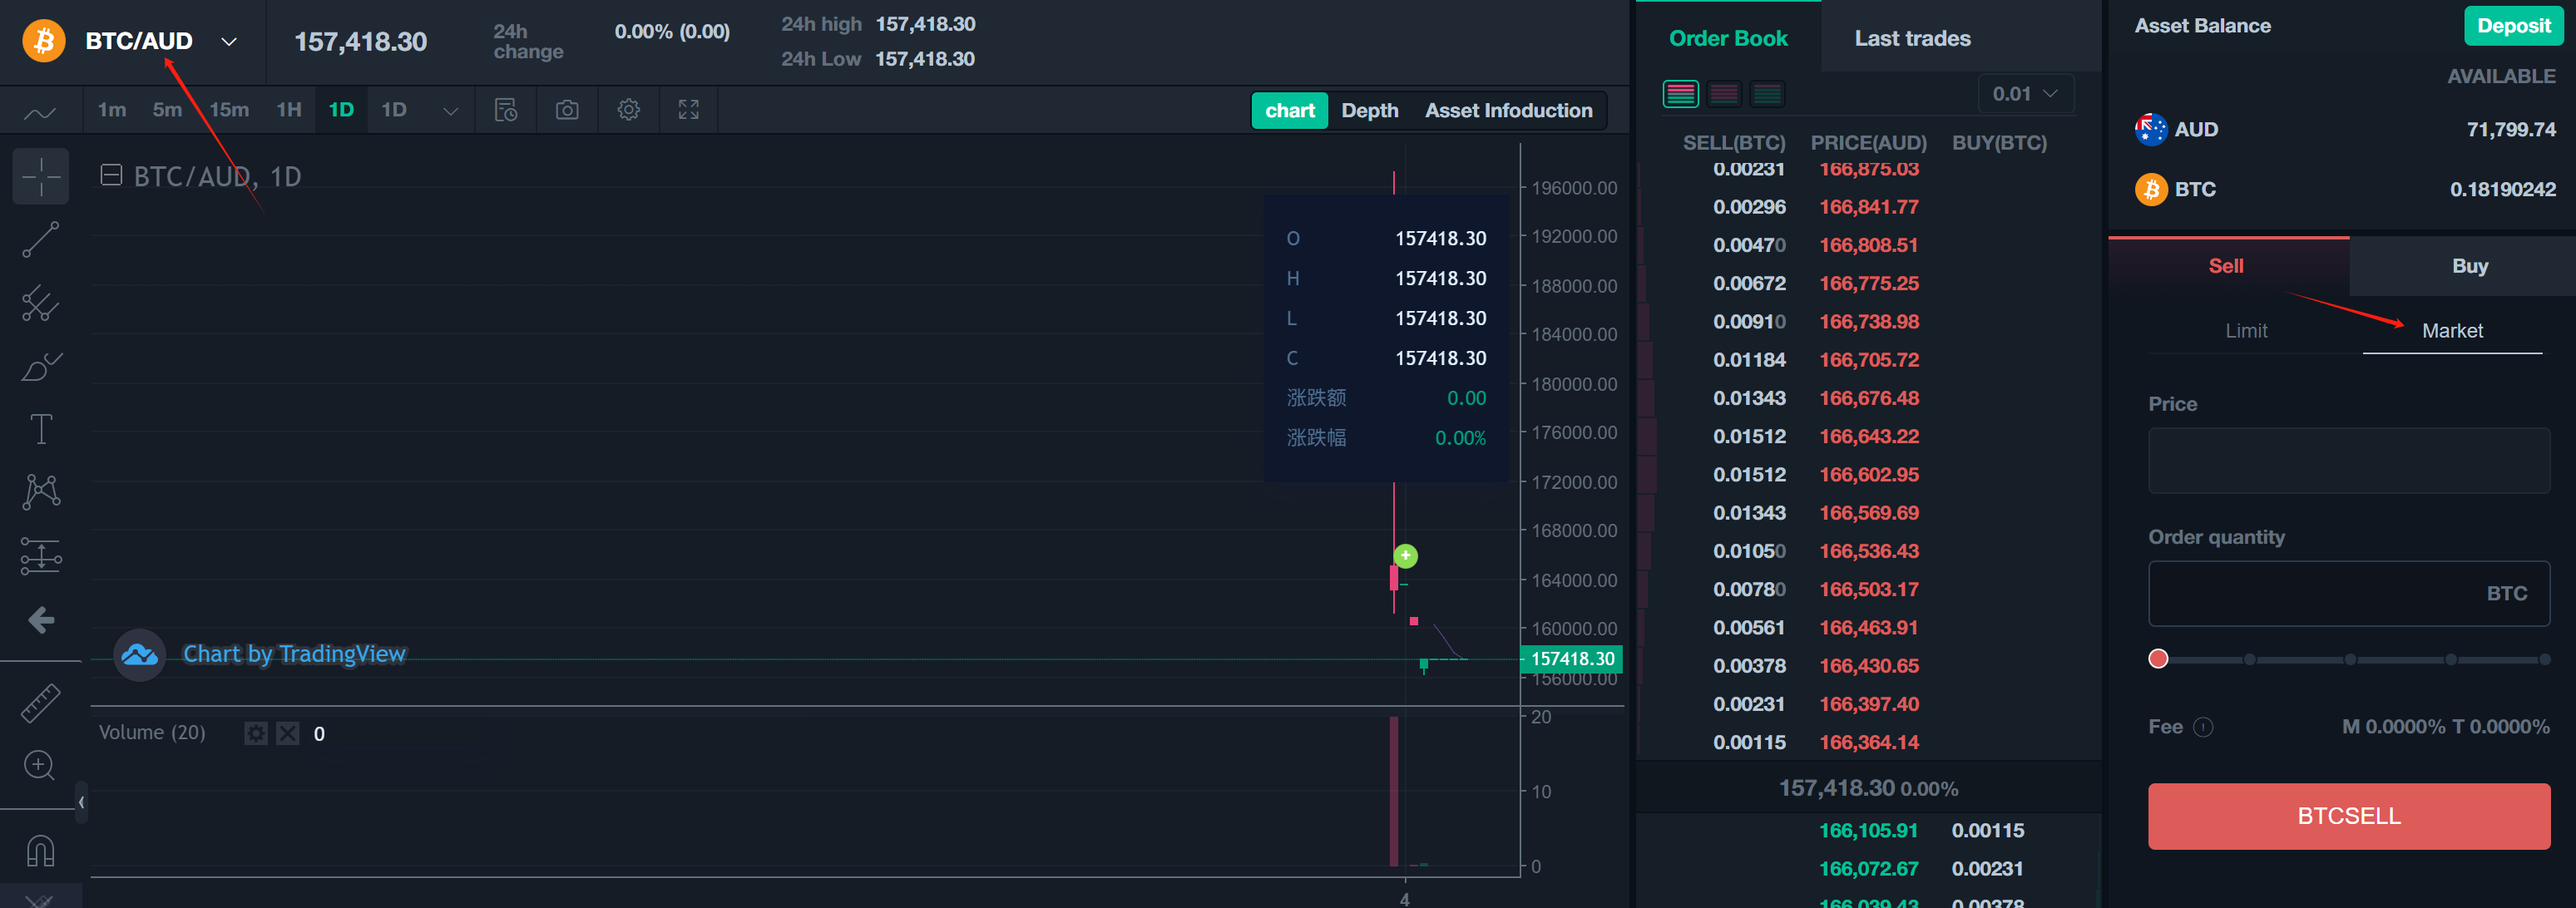 BTC/AUD
157,418.30
24h change
0.00% (0.00)
24h high 157,418.30
24h Low 157,418.30
1m 5m 15m 1H 1D 1D
chart Depth Asset Infoduction
BTC/AUD, 1D
O 157418.30
H 157418.30
L 157418.30
C 157418.30
涨跌额 0.00
涨跌幅 0.00%
196000.00
192000.00
188000.00
184000.00
180000.00
176000.00
172000.00
168000.00
164000.00
160000.00
157418.30
156000.00
Chart by TradingView
Volume (20) 0
20
10
0
4
Order Book Last trades
0.01
SELL(BTC) PRICE(AUD) BUY(BTC)
0.00231 166,875.03
0.00296 166,841.77
0.00470 166,808.51
0.00672 166,775.25
0.00910 166,738.98
0.01184 166,705.72
0.01343 166,676.48
0.01512 166,643.22
0.01512 166,602.95
0.01343 166,569.69
0.01050 166,536.43
0.00780 166,503.17
0.00561 166,463.91
0.00378 166,430.65
0.00231 166,397.40
0.00115 166,364.14
157,418.30 0.00%
166,105.91 0.00115
166,072.67 0.00231
166,039.43 0.00378
Asset Balance Deposit
AVAILABLE
AUD 71,799.74
BTC 0.18190242
Sell Buy
Limit Market
Price
Order quantity
BTC
Fee M 0.0000% T 0.0000%
BTCSELL